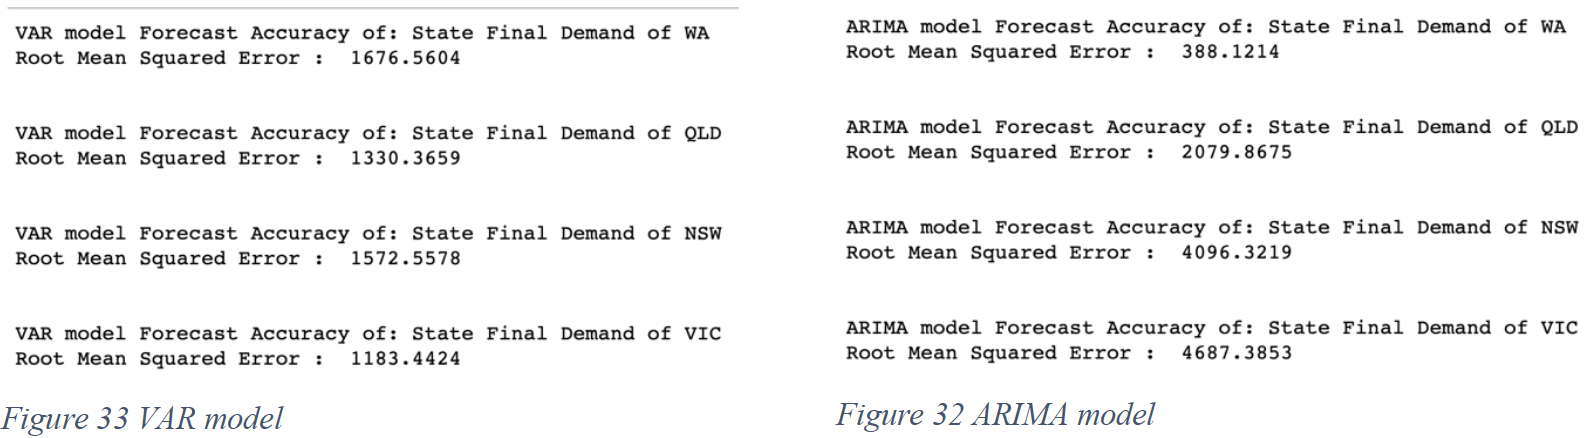 VAR model Forecast Accuracy of: State Final Demand of WA
Root Mean Squared Error :  1676.5604
VAR model Forecast Accuracy of: State Final Demand of QLD
Root Mean Squared Error :  1330.3659
VAR model Forecast Accuracy of: State Final Demand of NSW
Root Mean Squared Error :  1572.5578
VAR model Forecast Accuracy of: State Final Demand of VIC
Root Mean Squared Error :  1183.4424
Figure 33 VAR model
ARIMA model Forecast Accuracy of: State Final Demand of WA
Root Mean Squared Error :  388.1214
ARIMA model Forecast Accuracy of: State Final Demand of QLD
Root Mean Squared Error :  2079.8675
ARIMA model Forecast Accuracy of: State Final Demand of NSW
Root Mean Squared Error :  4096.3219
ARIMA model Forecast Accuracy of: State Final Demand of VIC
Root Mean Squared Error :  4687.3853
Figure 32 ARIMA model